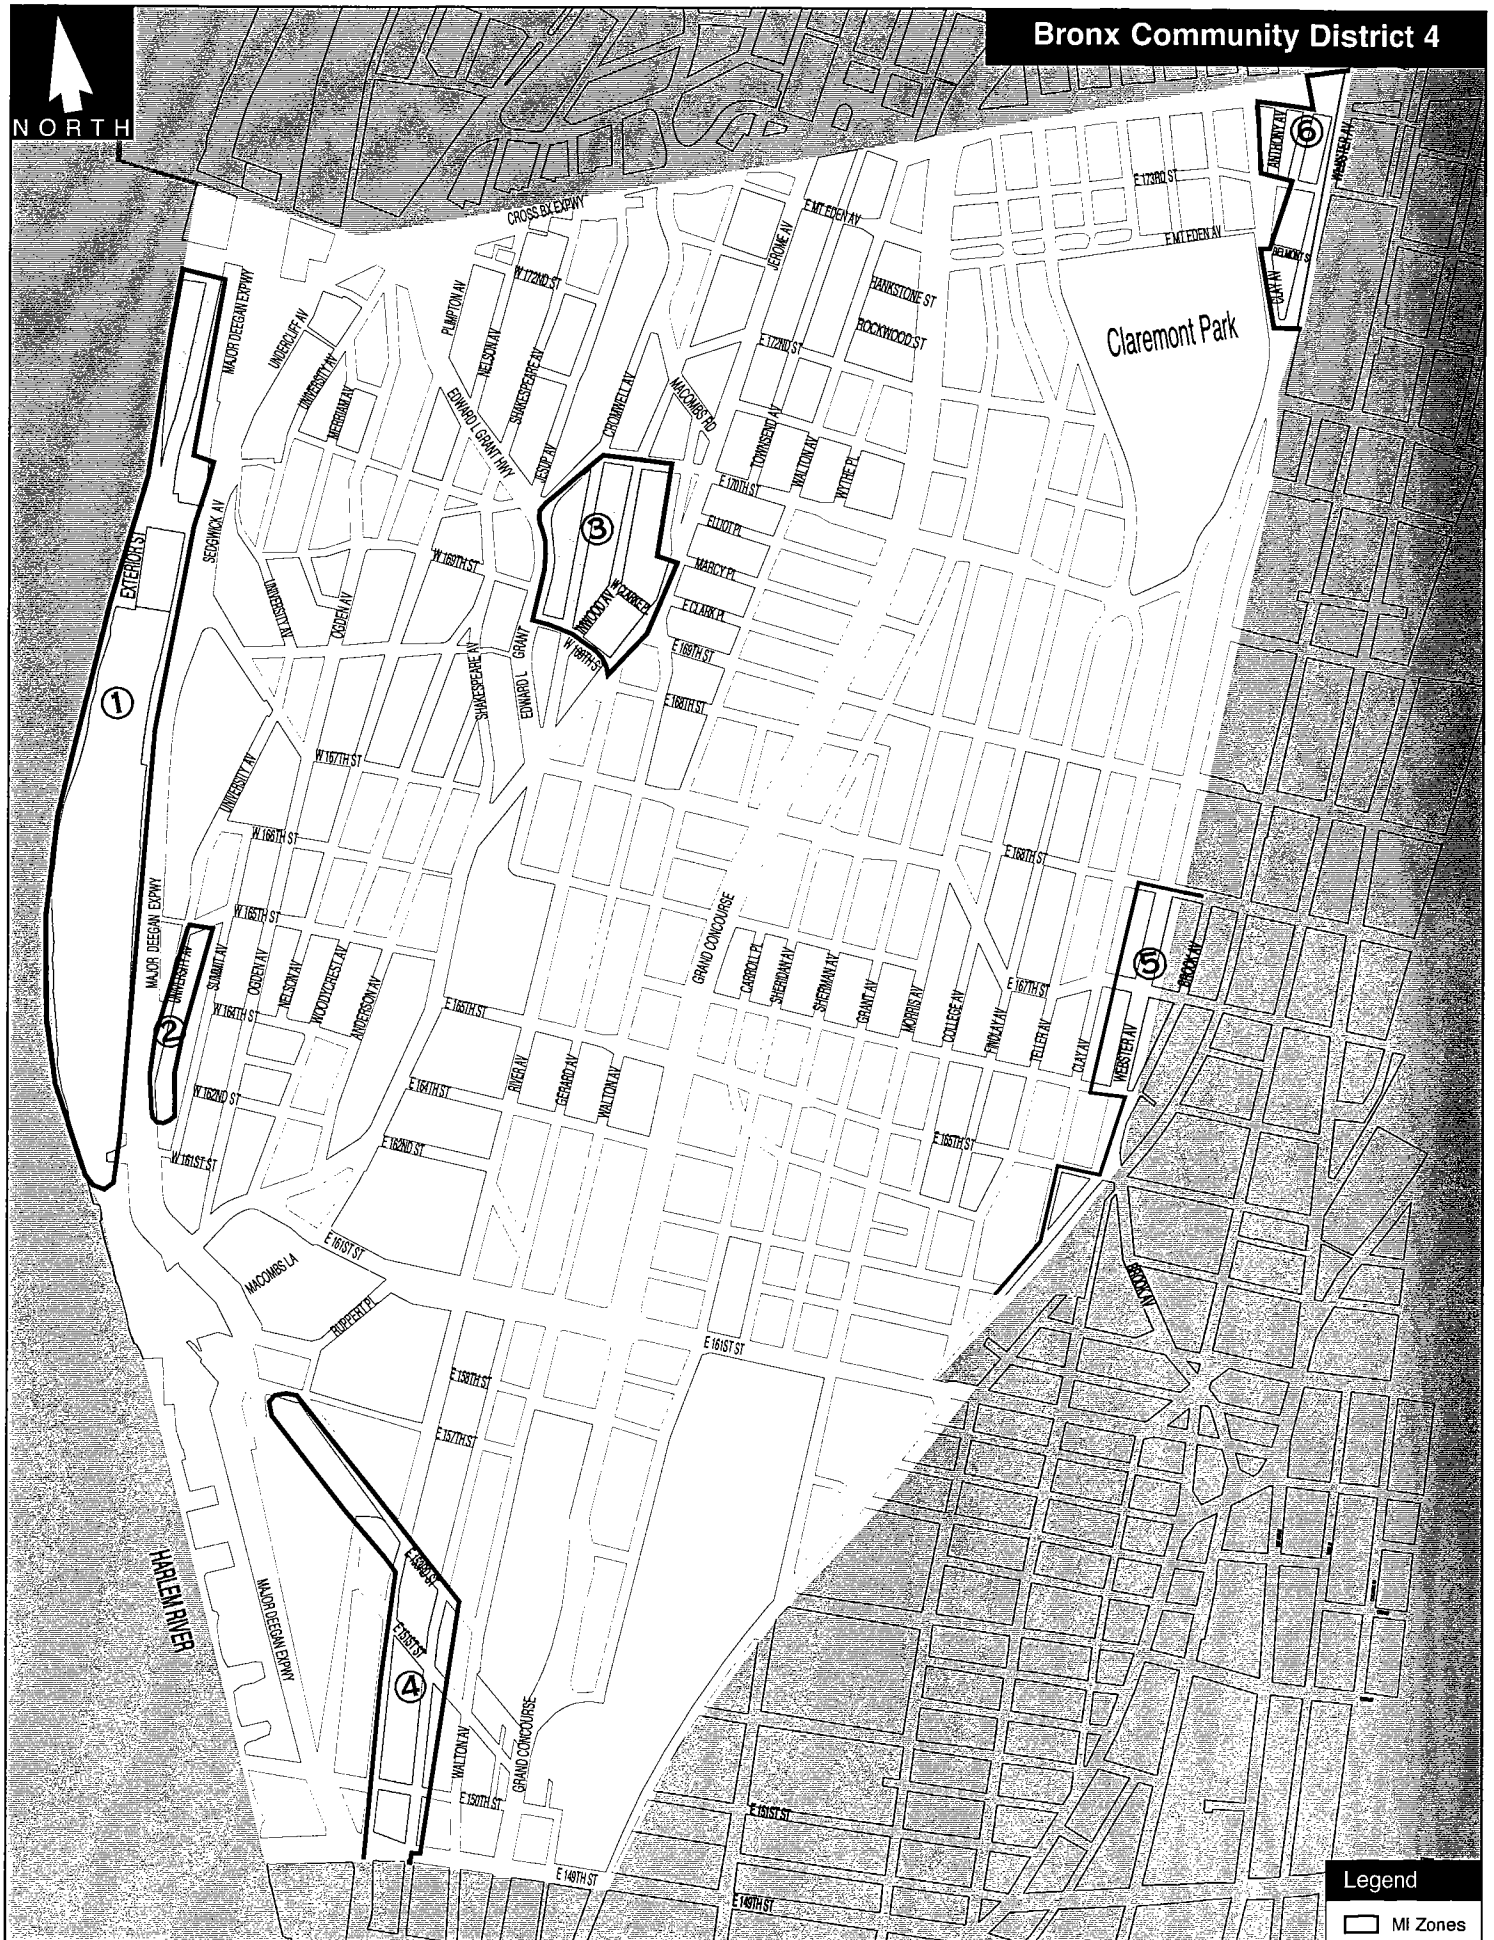 Bronx Community District 4
NORTH
ANTHONY AV
6
WEBSTER AV
E 173RD ST
CROSS BX EXPWY
E MT EDEN AV
JEROME AV
E MT EDEN AV
BELMONT ST
CLAY AV
W 172ND ST
HANKSTONE ST
MAJOR DEEGAN EXPWY
PLIMPTON AV
UNDERCLIFF AV
ROCKWOOD ST
Claremont Park
E 172ND ST
NELSON AV
UNIVERSITY AV
SHAKESPEARE AV
MERRIAM AV
CROMWELL AV
MACOMBS RD
EDWARD L GRANT HWY
TOWNSEND AV
WALTON AV
WYTHE PL
JESUP AV
E 170TH ST
3
ELLIOT PL
SEDGWICK AV
EXTERIOR ST
W 169TH ST
MARCY PL
W CLARKE PL
INWOOD AV
UNIVERSITY AV
OGDEN AV
E CLARK PL
W 169TH ST
E 169TH ST
SHAKESPEARE AV
EDWARD L GRANT
1
E 168TH ST
W 167TH ST
UNIVERSITY AV
W 166TH ST
E 168TH ST
MAJOR DEEGAN EXPWY
W 165TH ST
GRAND CONCOURSE
5
BROOK AV
UNIVERSITY AV
SUMMIT AV
OGDEN AV
NELSON AV
WOODYCREST AV
ANDERSON AV
CARROLL PL
SHERIDAN AV
SHERMAN AV
GRANT AV
MORRIS AV
COLLEGE AV
FINDLAY AV
TELLER AV
CLAY AV
WEBSTER AV
E 167TH ST
E 165TH ST
W 164TH ST
2
RIVER AV
GERARD AV
WALTON AV
E 164TH ST
W 162ND ST
E 162ND ST
E 165TH ST
W 161ST ST
E 161ST ST
MACOMBS LA
BROOK AV
RUPPERT PL
E 161ST ST
E 158TH ST
E 157TH ST
E 153RD ST
HARLEM RIVER
MAJOR DEEGAN EXPWY
E 151ST ST
4
WALTON AV
GRAND CONCOURSE
E 150TH ST
E 151ST ST
E 149TH ST
E 149TH ST
Legend
MI Zones